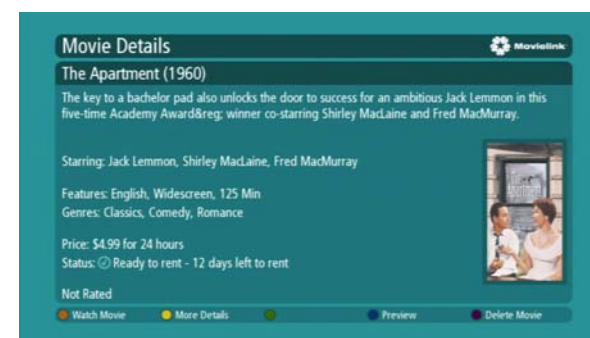 Movie Details
Movielink
The Apartment (1960)
The key to a bachelor pad also unlocks the door to success for an ambitious Jack Lemmon in this
five-time Academy Award&reg; winner co-starring Shirley MacLaine and Fred MacMurray.
Starring: Jack Lemmon, Shirley MacLaine, Fred MacMurray
Features: English, Widescreen, 125 Min
Genres: Classics, Comedy, Romance
Price: $4.99 for 24 hours
Status: Ready to rent - 12 days left to rent
Not Rated
Watch Movie
More Details
Preview
Delete Movie